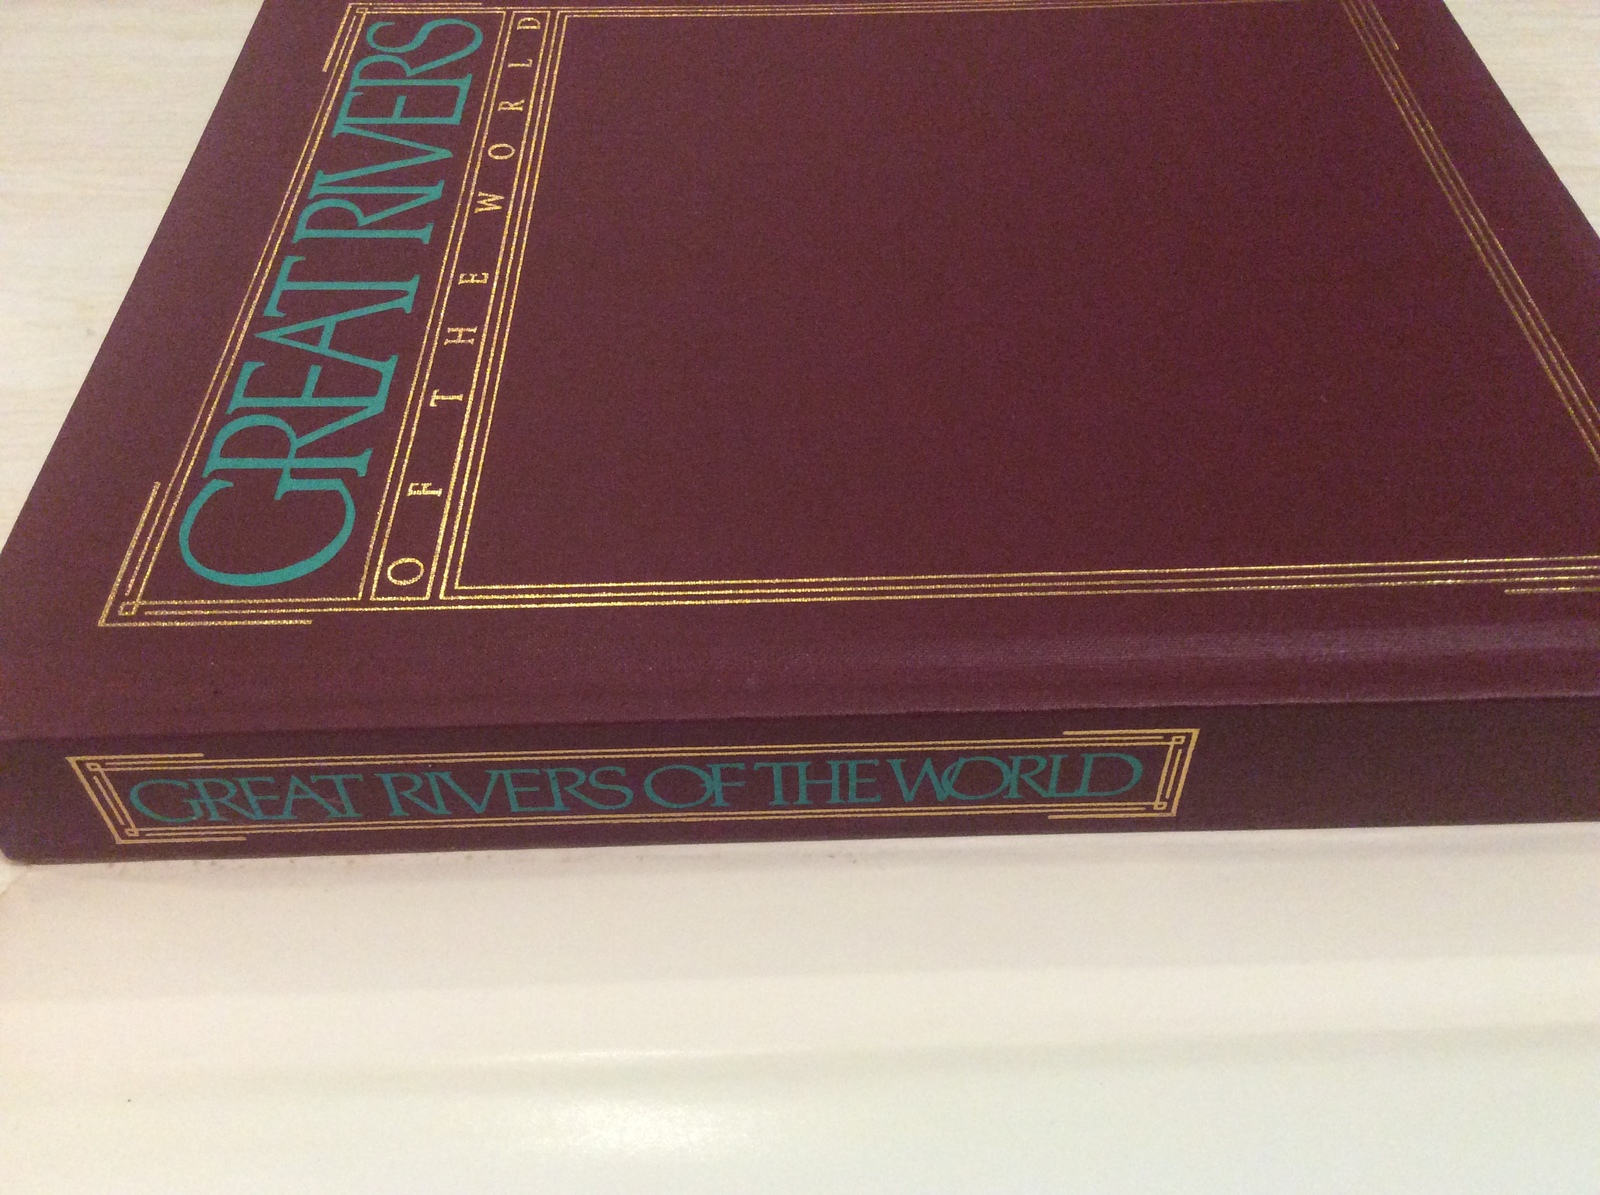 GREAT RIVERS
OF THE WORLD
GREAT RIVERS OF THE WORLD